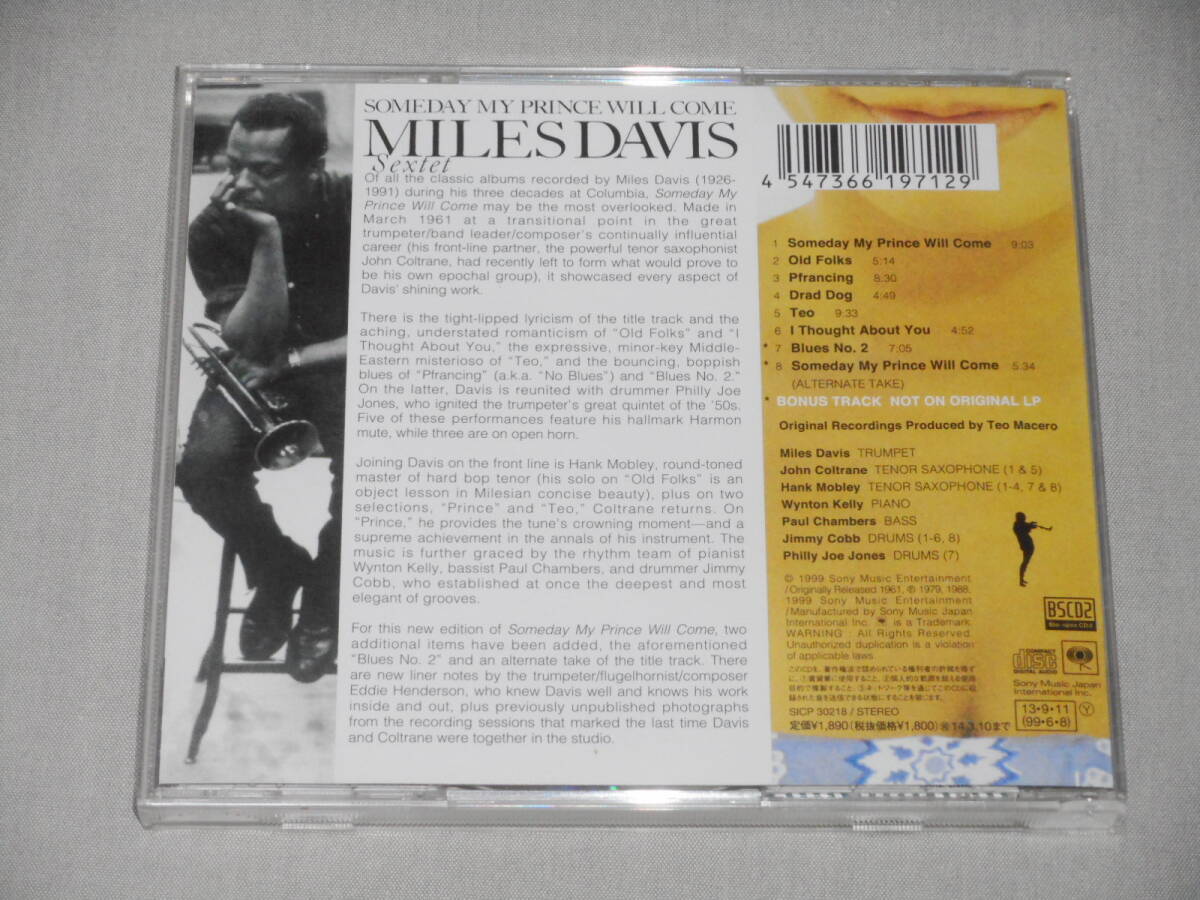 SOMEDAY MY PRINCE WILL COME
MILES DAVIS
Sextet
Of all the classic albums recorded by Miles Davis (1926-
1991) during his three decades at Columbia, Someday My
Prince Will Come may be the most overlooked. Made in
March 1961 at a transitional point in the great
trumpeter/band leader/composer's continually influential
career (his front-line partner, the powerful tenor saxophonist
John Coltrane, had recently left to form what would prove to
be his own epochal group), it showcased every aspect of
Davis' shining work.
There is the tight-lipped lyricism of the title track and the
aching, understated romanticism of "Old Folks" and "I
Thought About You," the expressive, minor-key Middle-
Eastern misterioso of "Teo," and the bouncing, boppish
blues of "Pfrancing" (a.k.a. "No Blues") and "Blues No. 2."
On the latter, Davis is reunited with drummer Philly Joe
Jones, who ignited the trumpeter's great quintet of the '50s.
Five of these performances feature his hallmark Harmon
mute, while three are on open horn.
Joining Davis on the front line is Hank Mobley, round-toned
master of hard bop tenor (his solo on "Old Folks" is an
object lesson in Milesian concise beauty), plus on two
selections, "Prince" and "Teo," Coltrane returns. On
"Prince," he provides the tune's crowning moment—and a
supreme achievement in the annals of his instrument. The
music is further graced by the rhythm team of pianist
Wynton Kelly, bassist Paul Chambers, and drummer Jimmy
Cobb, who established at once the deepest and most
elegant of grooves.
For this new edition of Someday My Prince Will Come, two
additional items have been added, the aforementioned
"Blues No. 2" and an alternate take of the title track. There
are new liner notes by the trumpeter/flugelhornist/composer
Eddie Henderson, who knew Davis well and knows his work
inside and out, plus previously unpublished photographs
from the recording sessions that marked the last time Davis
and Coltrane were together in the studio.
4 547366 197129
1 Someday My Prince Will Come 9:03
2 Old Folks 5:14
3 Pfrancing 8:30
4 Drad Dog 4:49
5 Teo 9:33
6 I Thought About You 4:52
* 7 Blues No. 2 7:05
* 8 Someday My Prince Will Come 5:34
(ALTERNATE TAKE)
* BONUS TRACK NOT ON ORIGINAL LP
Original Recordings Produced by Teo Macero
Miles Davis TRUMPET
John Coltrane TENOR SAXOPHONE (1 & 5)
Hank Mobley TENOR SAXOPHONE (1-4, 7 & 8)
Wynton Kelly PIANO
Paul Chambers BASS
Jimmy Cobb DRUMS (1-6, 8)
Philly Joe Jones DRUMS (7)
© 1999 Sony Music Entertainment
/Originally Released 1961, ℗ 1979, 1988,
1999 Sony Music Entertainment
/Manufactured by Sony Music Japan
International Inc. is a Trademark.
WARNING : All Rights Reserved.
Unauthorized duplication is a violation
of applicable laws.
BSCD2
Blu-spec CD2
COMPACT
disc
DIGITAL AUDIO
Sony Music Japan
International Inc.
SICP 30218 / STEREO
定価¥1,890(税抜価格¥1,800) 14.3.10まで
13・9・11
(99・6・8)
Y